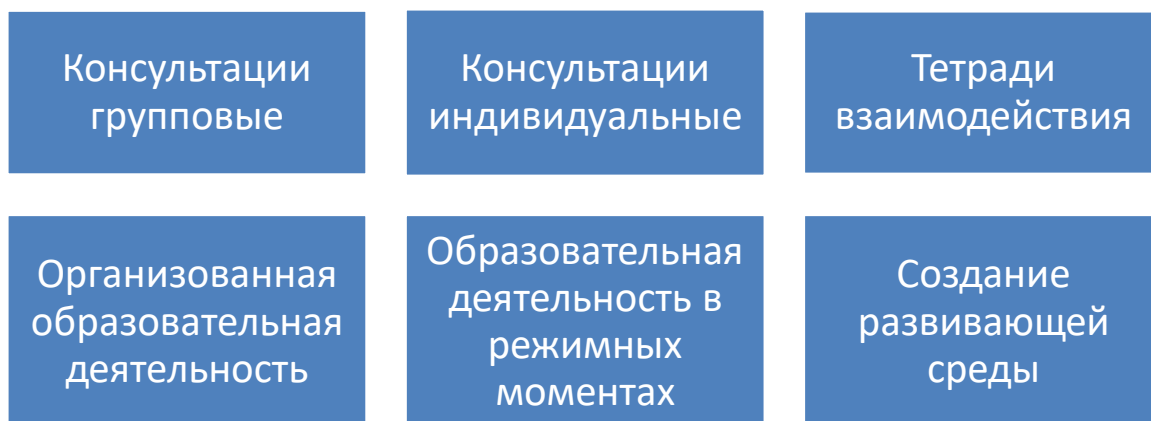 Консультации
групповые
Консультации
индивидуальные
Тетради
взаимодействия
Организованная
образовательная
деятельность
Образовательная
деятельность в
режимных
моментах
Создание
развивающей
среды